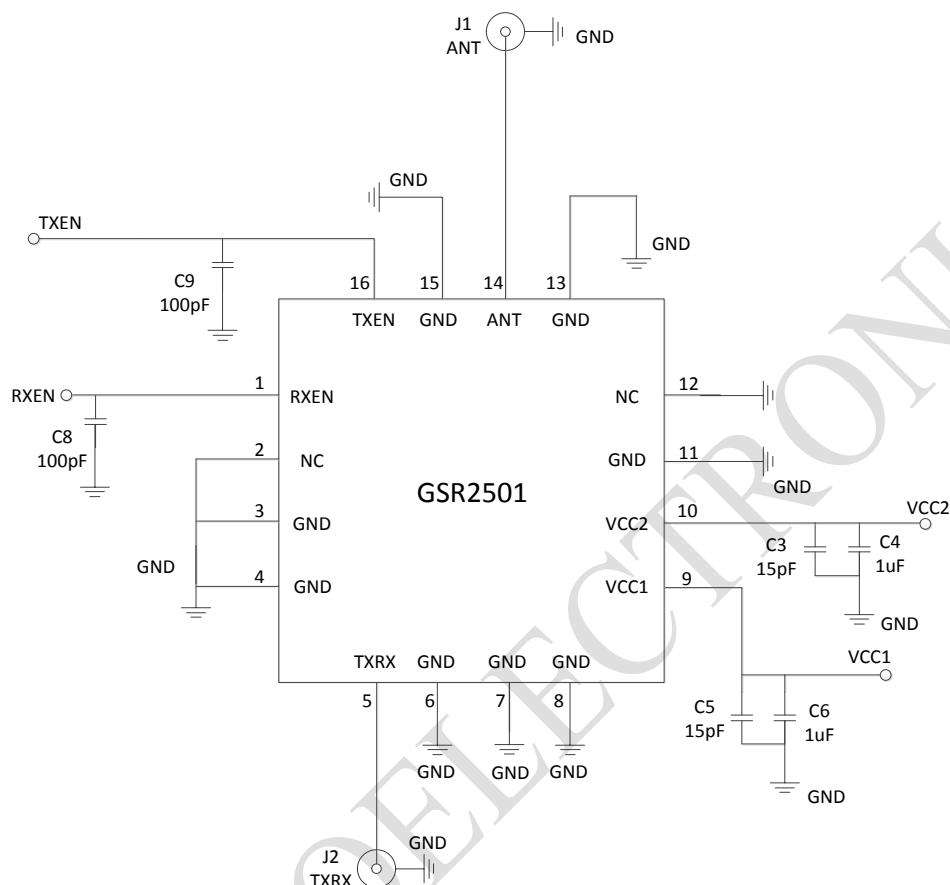 J1
ANT
GND
GND
TXEN
GND
C9
100pF
16
15
14
13
TXEN
GND
ANT
GND
RXEN
1
RXEN
NC
12
C8
100pF
2
NC
GND
11
GND
GSR2501
3
GND
VCC2
10
VCC2
C3
15pF
C4
1uF
GND
4
GND
VCC1
9
GND
TXRX
GND
GND
GND
VCC1
5
6
7
8
C5
15pF
C6
1uF
GND
GND
GND
GND
GND
J2
TXRX
OELECTRONI